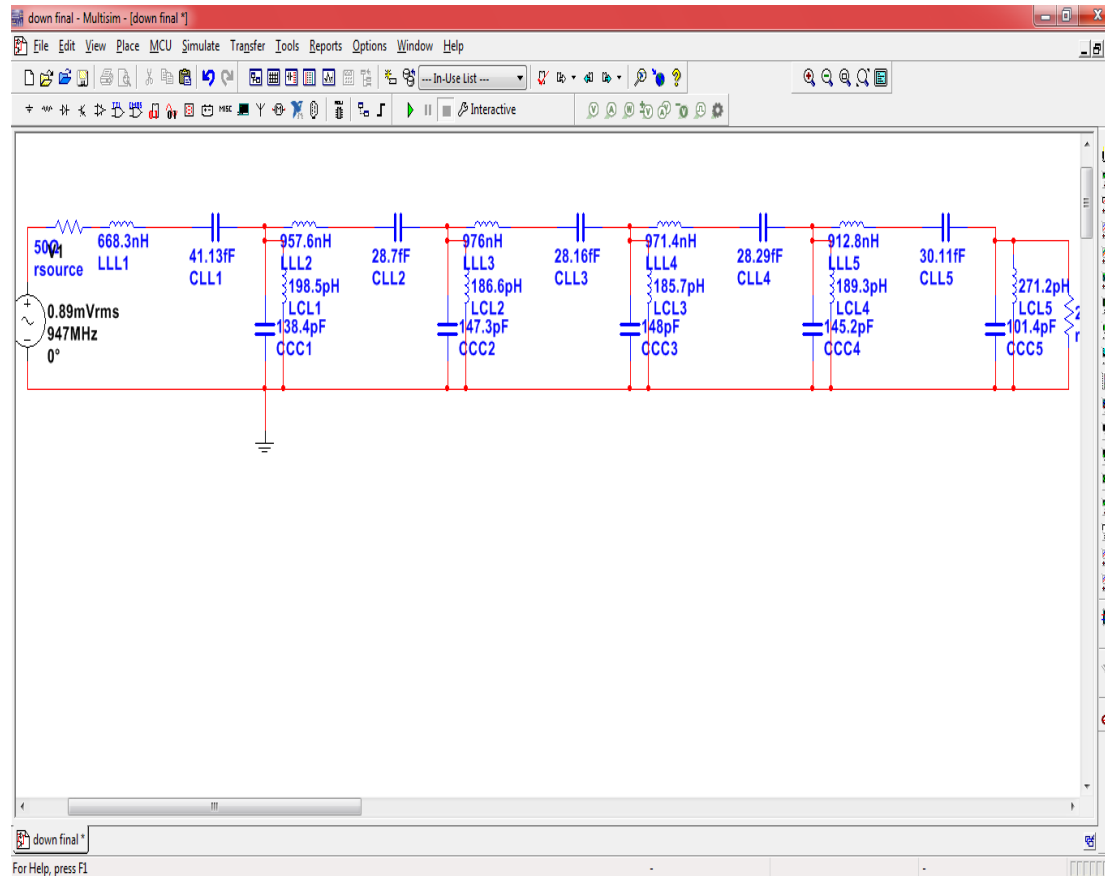 down final - Multisim - [down final *]
File Edit View Place MCU Simulate Transfer Tools Reports Options Window Help
--- In-Use List ---
MISC
Interactive
50Ω
V1
rsource
668.3nH
LLL1
41.13fF
CLL1
957.6nH
LLL2
28.7fF
CLL2
976nH
LLL3
28.16fF
CLL3
971.4nH
LLL4
28.29fF
CLL4
912.8nH
LLL5
30.11fF
CLL5
0.89mVrms
947MHz
0°
198.5pH
LCL1
138.4pF
CCC1
186.6pH
LCL2
147.3pF
CCC2
185.7pH
LCL3
148pF
CCC3
189.3pH
LCL4
145.2pF
CCC4
271.2pH
LCL5
101.4pF
CCC5
2
r
down final *
For Help, press F1